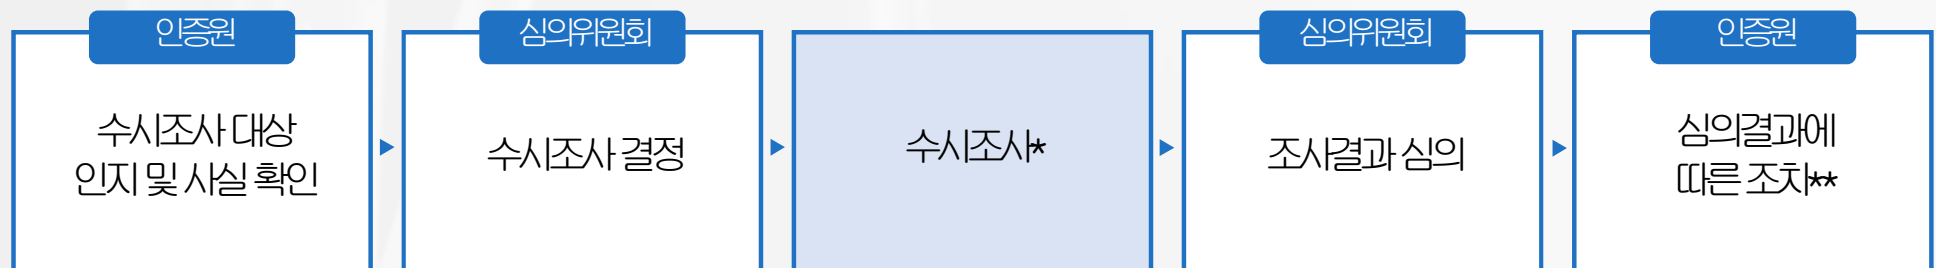 인증원
수시조사 대상
인지 및 사실 확인
심의위원회
수시조사 결정
수시조사*
심의위원회
조사결과 심의
인증원
심의결과에
따른 조치**